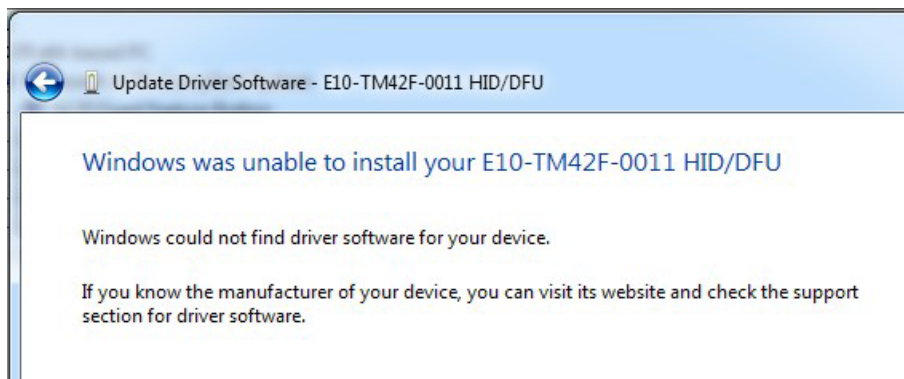 Update Driver Software - E10-TM42F-0011 HID/DFU
Windows was unable to install your E10-TM42F-0011 HID/DFU
Windows could not find driver software for your device.
If you know the manufacturer of your device, you can visit its website and check the support
section for driver software.